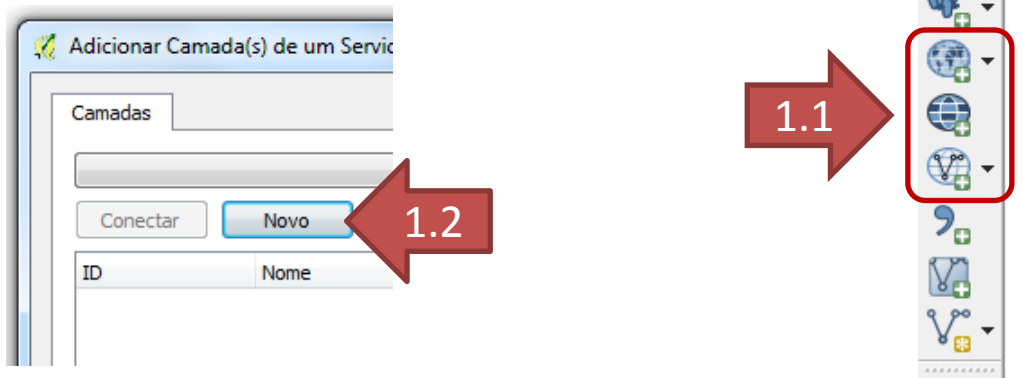 Adicionar Camada(s) de um Servic
Camadas
1.1
Conectar Novo
1.2
ID Nome